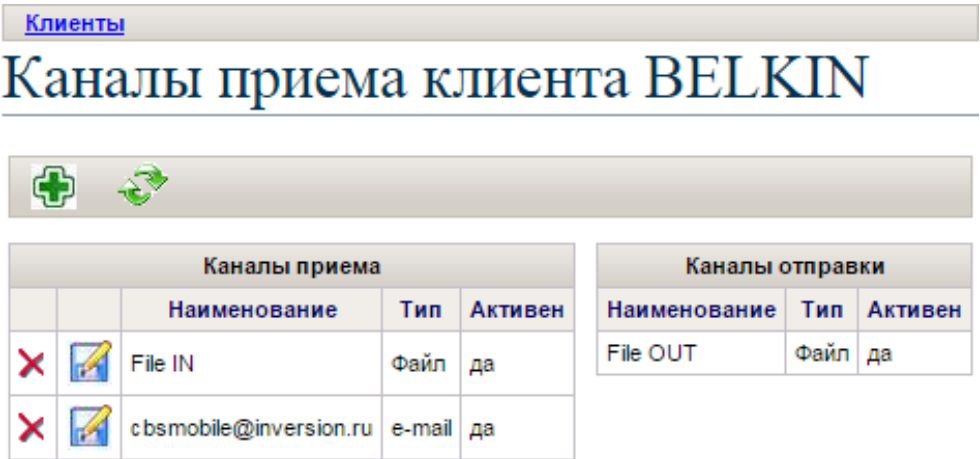 Клиенты
Каналы приема клиента BELKIN
Каналы приема
Наименование Тип Активен
File IN Файл да
cbsmobile@inversion.ru e-mail да
Каналы отправки
Наименование Тип Активен
File OUT Файл да